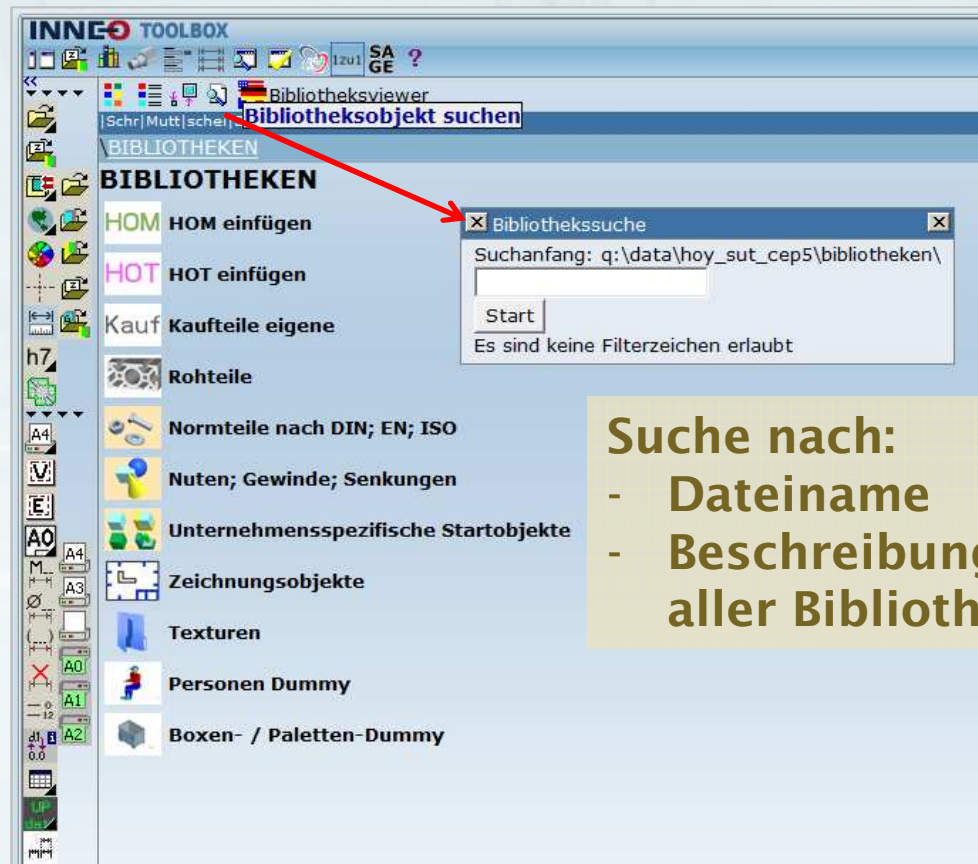 INNEO TOOLBOX
1zu1 SA GE ?
Bibliotheksviewer
Bibliotheksobjekt suchen
|Schr|Mutt|schei|
\BIBLIOTHEKEN
BIBLIOTHEKEN
HOM HOM einfügen
HOT HOT einfügen
Kauf Kaufteile eigene
Rohteile
Normteile nach DIN; EN; ISO
Nuten; Gewinde; Senkungen
Unternehmensspezifische Startobjekte
Zeichnungsobjekte
Texturen
Personen Dummy
Boxen- / Paletten-Dummy
Bibliothekssuche
Suchanfang: q:\data\hoy_sut_cep5\bibliotheken\
Start
Es sind keine Filterzeichen erlaubt
Suche nach:
- Dateiname
- Beschreibung
aller Biblioth
h7
A4
V
E
A0
A4
M...
A3
Ø...
(...)
A0
A1
A2
0.0
UP